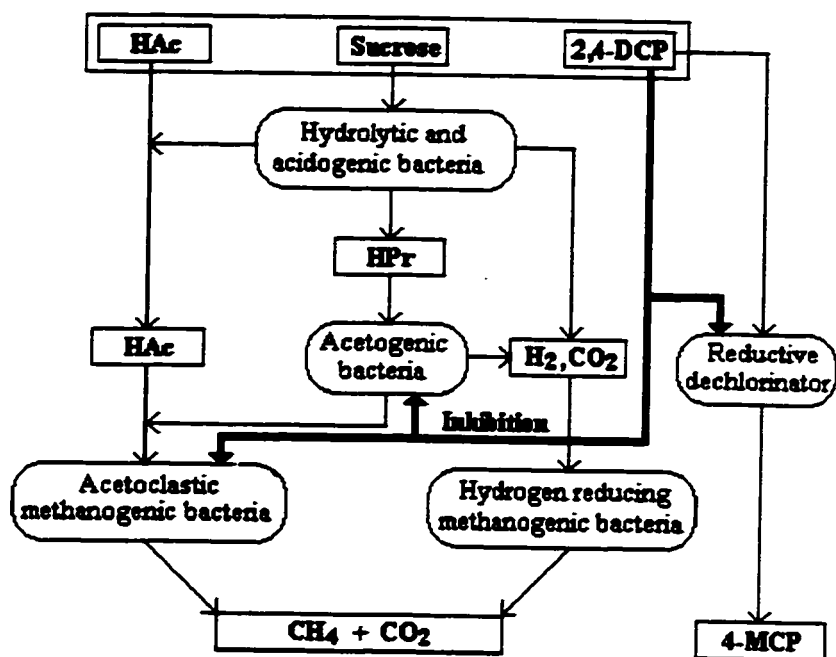 HAc
Sucrose
2,4-DCP
Hydrolytic and
acidogenic bacteria
HPr
HAc
Acetogenic
bacteria
H2,CO2
Reductive
dechlorinator
Inhibition
Acetoclastic
methanogenic bacteria
Hydrogen reducing
methanogenic bacteria
CH4 + CO2
4-MCP